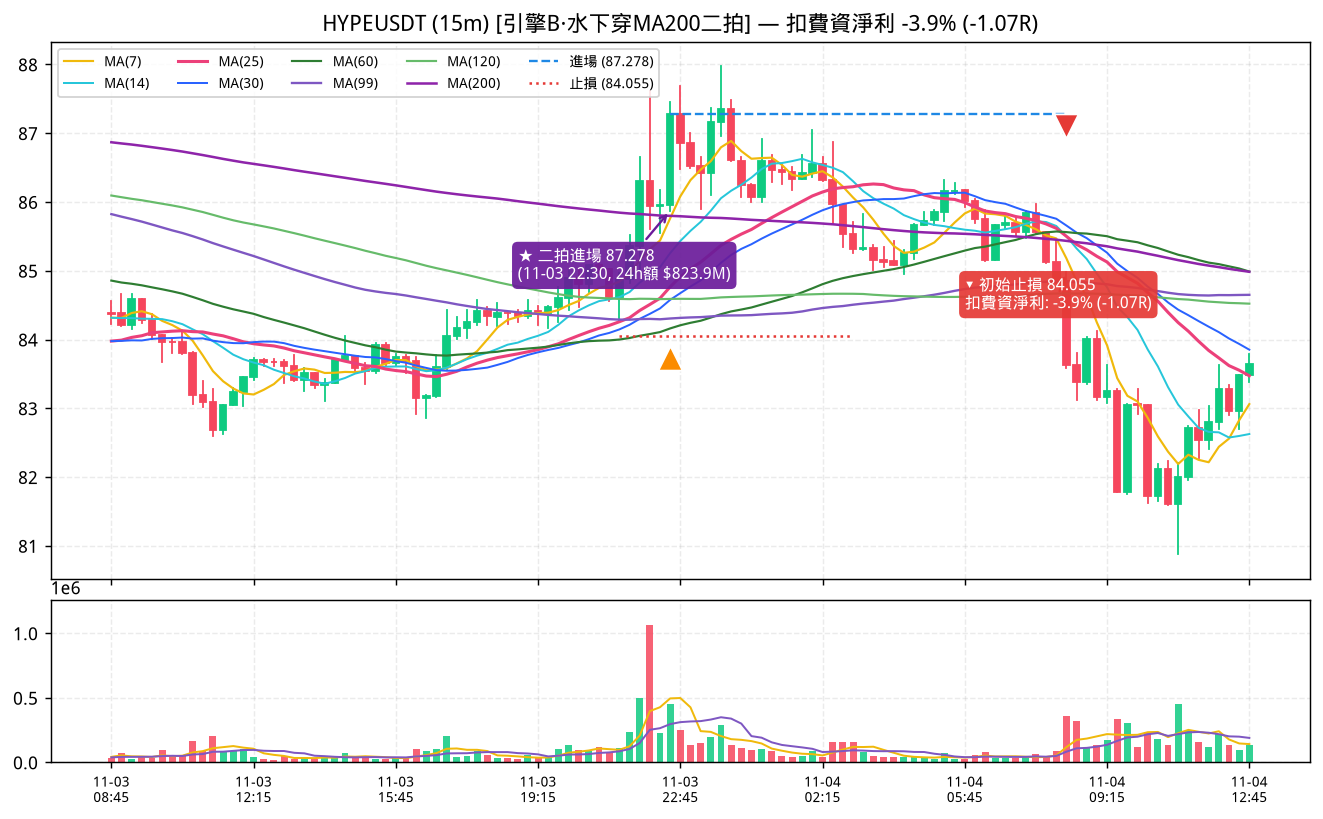 HYPEUSDT (15m) [引擎B·水下穿MA200二拍] — 扣費資淨利 -3.9% (-1.07R)
MA(7) MA(25) MA(60) MA(120) 進場 (87.278)
MA(14) MA(30) MA(99) MA(200) 止損 (84.055)
88
87
86
85
84
83
82
81
★ 二拍進場 87.278
(11-03 22:30, 24h額 $823.9M)
▼ 初始止損 84.055
扣費資淨利: -3.9% (-1.07R)
1e6
1.0
0.5
0.0
11-03 11-03 11-03 11-03 11-03 11-04 11-04 11-04 11-04
08:45 12:15 15:45 19:15 22:45 02:15 05:45 09:15 12:45